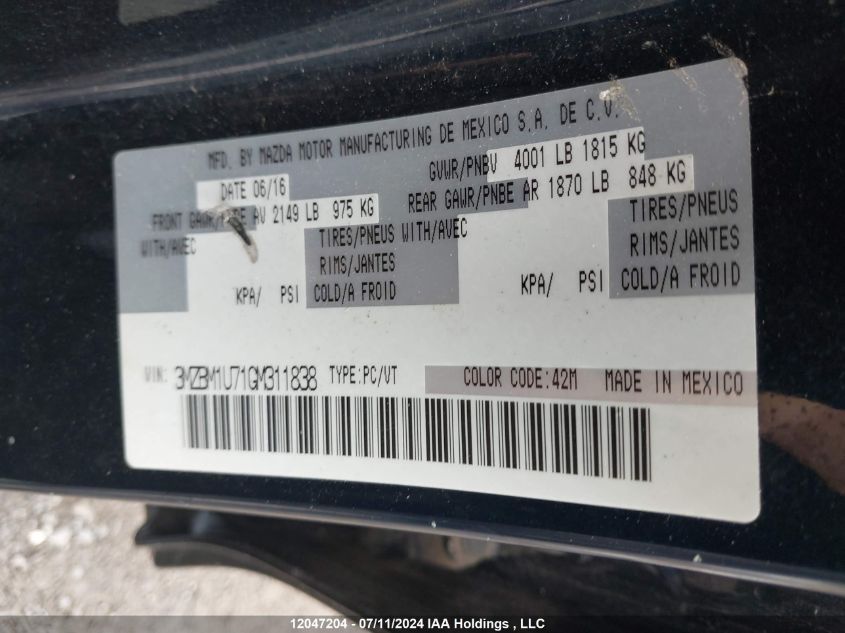 MFD. BY MAZDA MOTOR MANUFACTURING DE MEXICO S.A. DE C.V.
DATE 06/16 GVWR/PNBV 4001 LB 1815 KG
FRONT GAWR/PNBE AV 2149 LB 975 KG REAR GAWR/PNBE AR 1870 LB 848 KG
WITH/AVEC TIRES/PNEUS WITH/AVEC TIRES/PNEUS
RIMS/JANTES RIMS/JANTES
KPA/ PSI COLD/A FROID KPA/ PSI COLD/A FROID
VIN: 3MZBM1U71GM311838 TYPE:PC/VT COLOR CODE:42M MADE IN MEXICO
12047204 - 07/11/2024 IAA Holdings , LLC